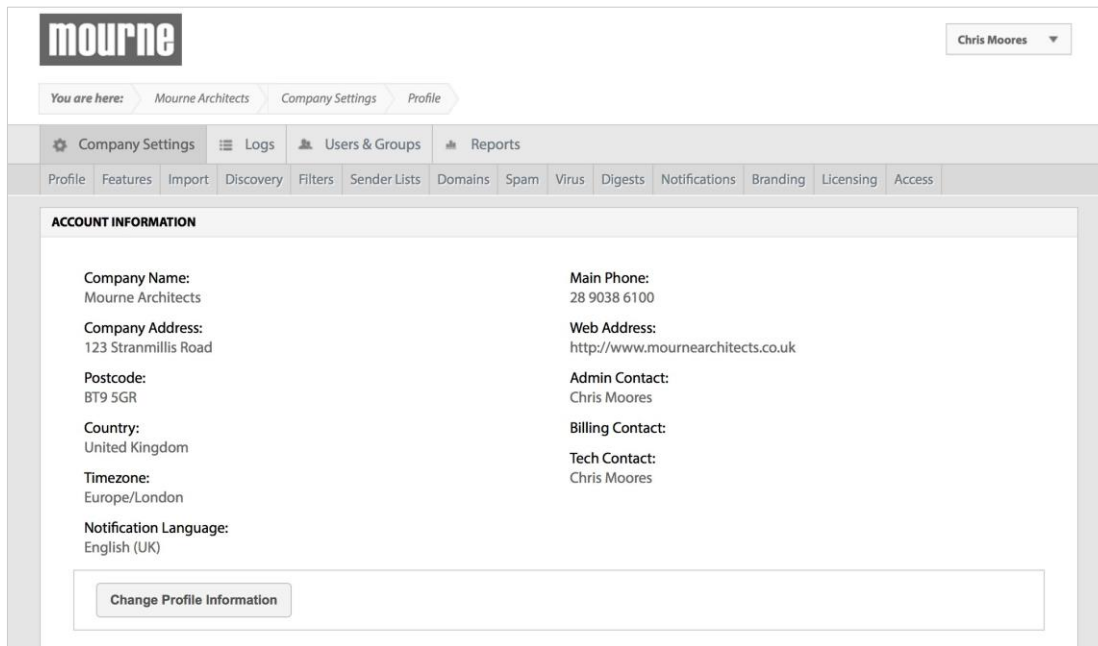 mourne
Chris Moores
You are here: Mourne Architects Company Settings Profile
Company Settings Logs Users & Groups Reports
Profile Features Import Discovery Filters Sender Lists Domains Spam Virus Digests Notifications Branding Licensing Access
ACCOUNT INFORMATION
Company Name:
Mourne Architects
Company Address:
123 Stranmillis Road
Postcode:
BT9 5GR
Country:
United Kingdom
Timezone:
Europe/London
Notification Language:
English (UK)
Main Phone:
28 9038 6100
Web Address:
http://www.mournearchitects.co.uk
Admin Contact:
Chris Moores
Billing Contact:
Tech Contact:
Chris Moores
Change Profile Information